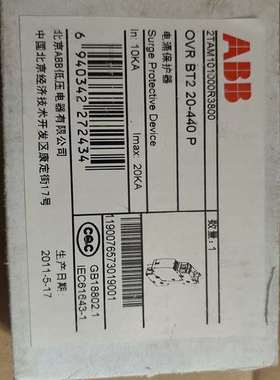 ABB
2TAM101000R3800
OVR BT2 20-440 P
数量:1
电涌保护器
Surge Protective Device
In: 10KA
Imax: 20KA
6 940342 272434
1190076573019001
CQC
GB18802.1
IEC61643-1
北京ABB低压电器有限公司
中国北京经济技术开发区康定街17号
生产日期
2011-5-17